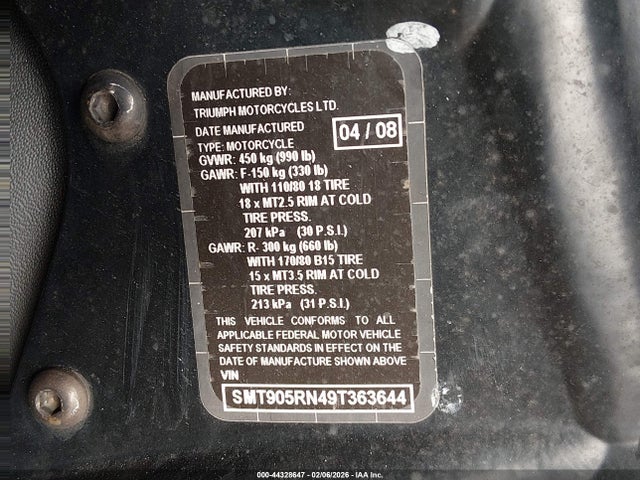 MANUFACTURED BY:
TRIUMPH MOTORCYCLES LTD.
DATE MANUFACTURED 04 / 08
TYPE: MOTORCYCLE
GVWR: 450 kg (990 lb)
GAWR: F-150 kg (330 lb)
WITH 110/80 18 TIRE
18 x MT2.5 RIM AT COLD
TIRE PRESS.
207 kPa (30 P.S.I.)
GAWR: R- 300 kg (660 lb)
WITH 170/80 B15 TIRE
15 x MT3.5 RIM AT COLD
TIRE PRESS.
213 kPa (31 P.S.I.)
THIS VEHICLE CONFORMS TO ALL
APPLICABLE FEDERAL MOTOR VEHICLE
SAFETY STANDARDS IN EFFECT ON THE
DATE OF MANUFACTURE SHOWN ABOVE
VIN
SMT905RN49T363644
000-44328647 - 02/06/2026 - IAA Inc.